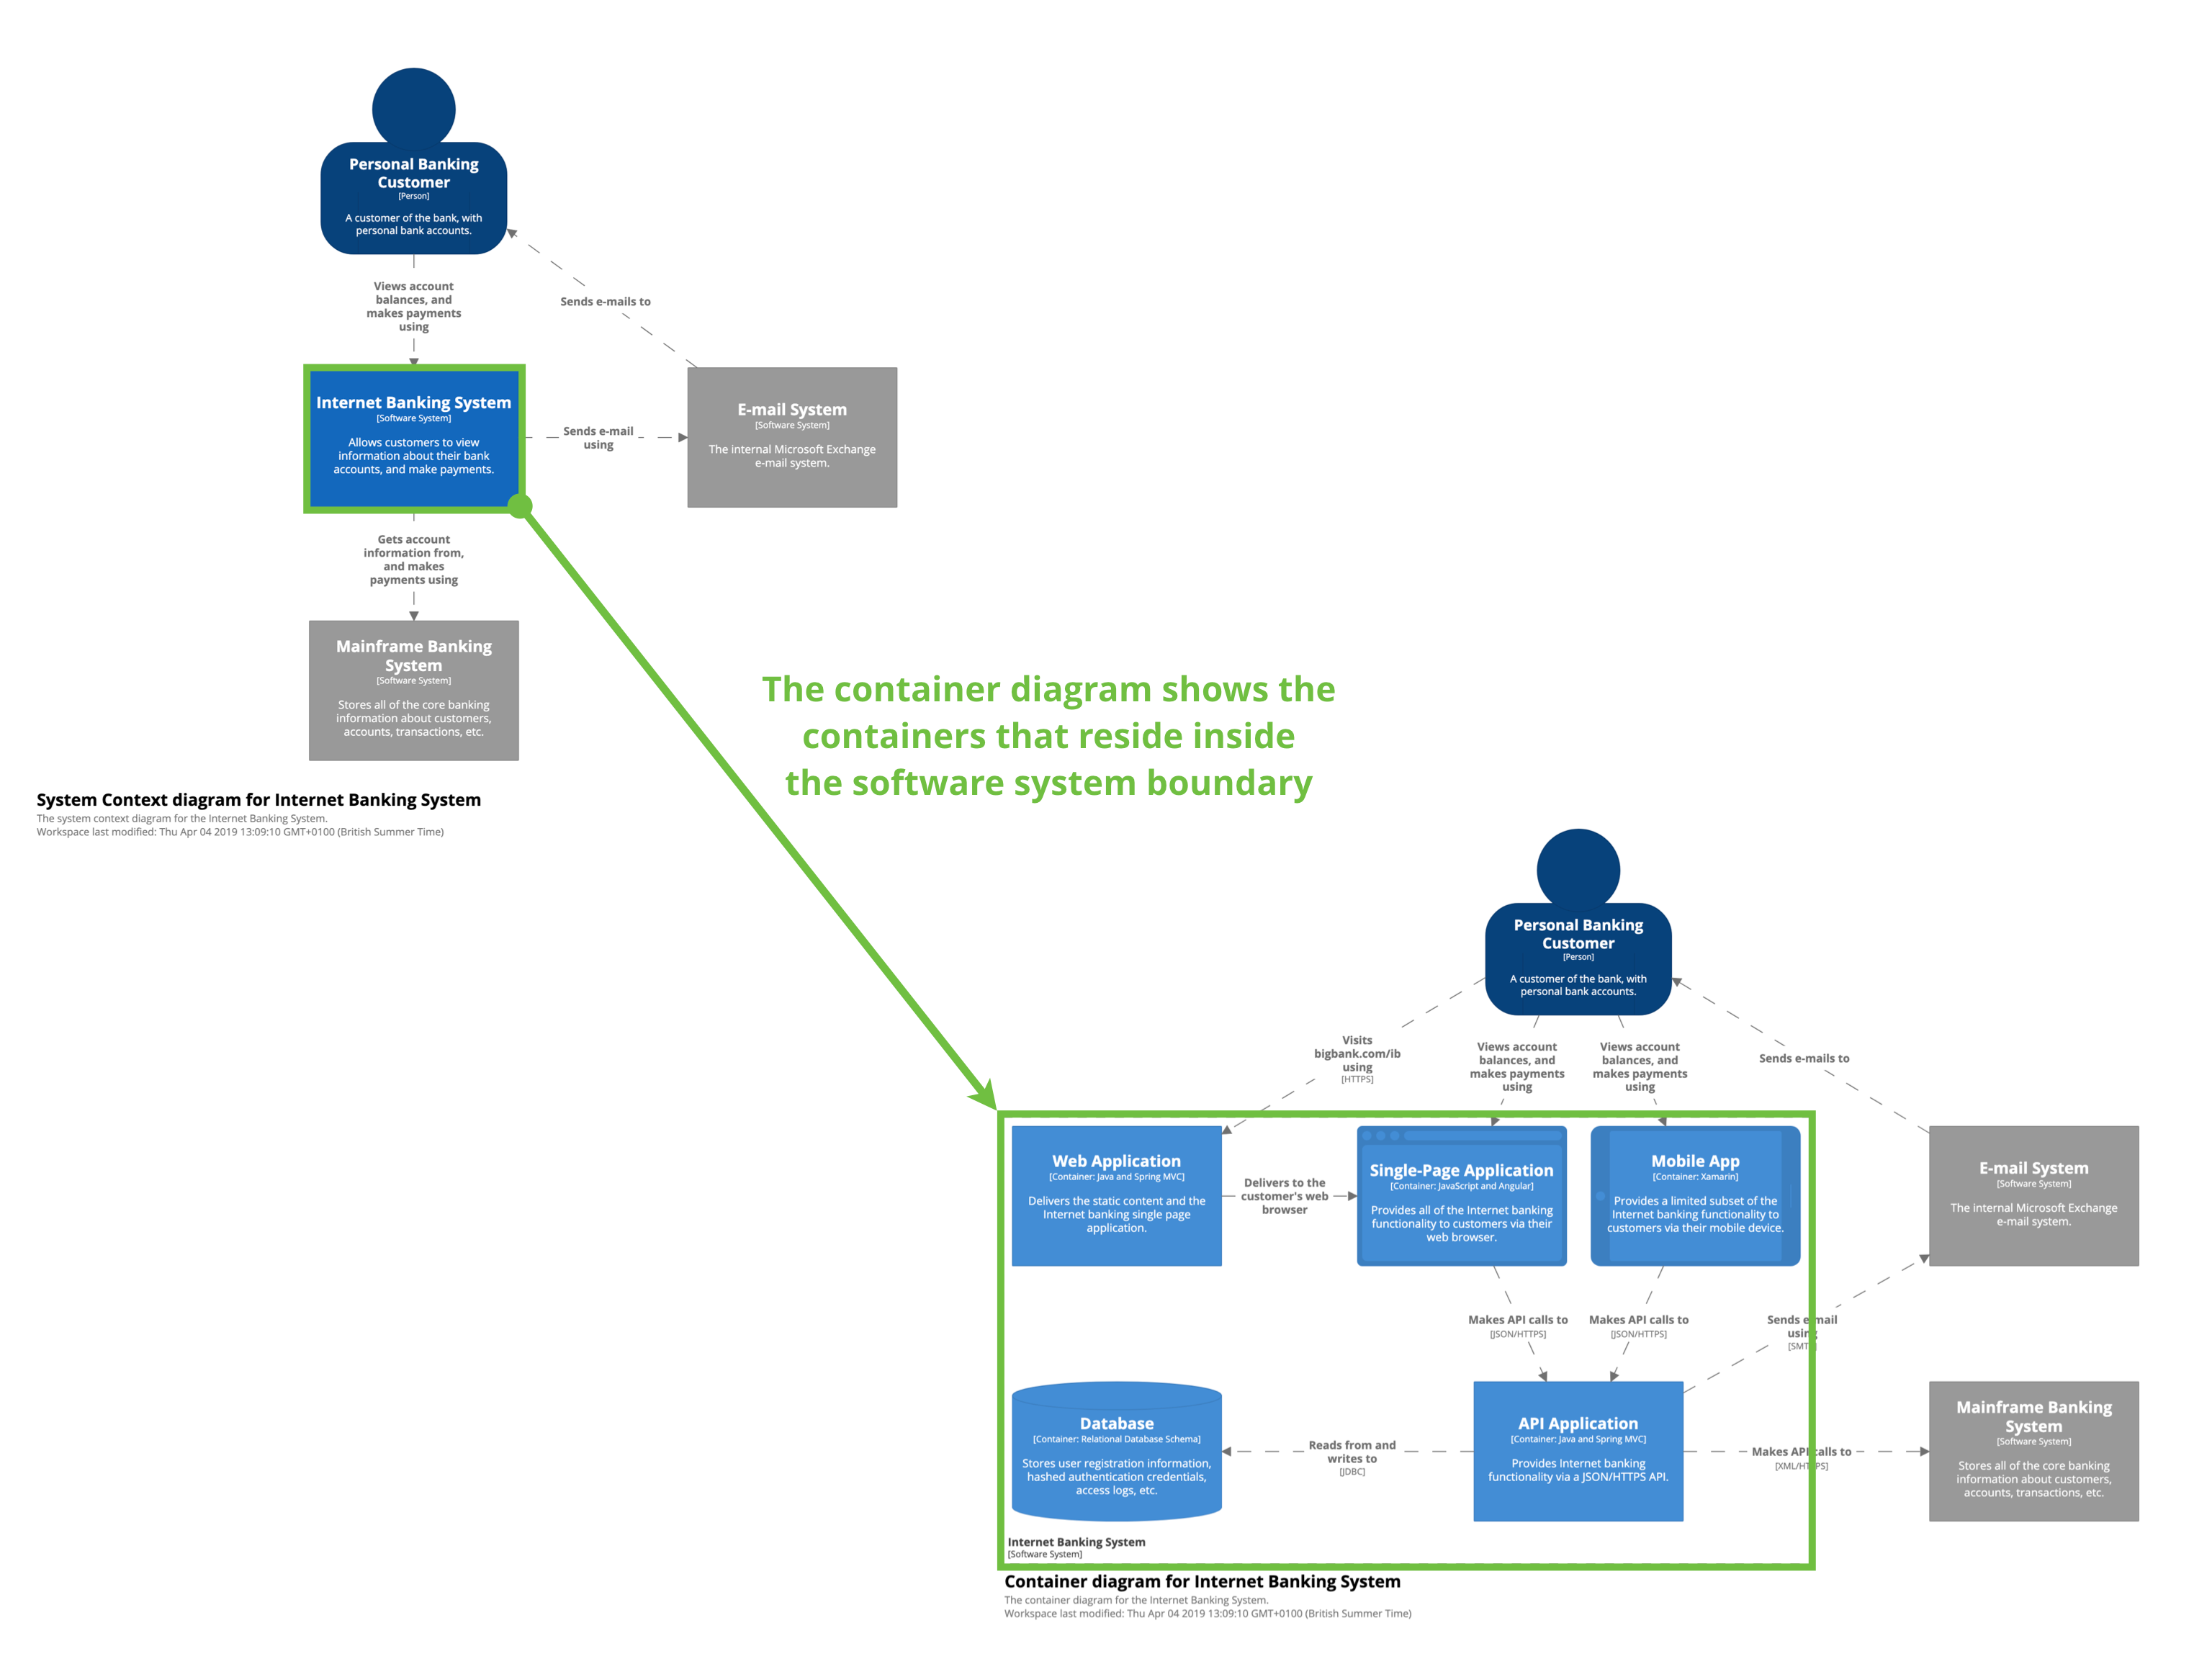 Personal Banking
Customer
[Person]
A customer of the bank, with
personal bank accounts.
Views account
balances, and
makes payments
using
Sends e-mails to
Internet Banking System
[Software System]
Allows customers to view
information about their bank
accounts, and make payments.
Sends e-mail
using
E-mail System
[Software System]
The internal Microsoft Exchange
e-mail system.
Gets account
information from,
and makes
payments using
Mainframe Banking
System
[Software System]
Stores all of the core banking
information about customers,
accounts, transactions, etc.
System Context diagram for Internet Banking System
The system context diagram for the Internet Banking System.
Workspace last modified: Thu Apr 04 2019 13:09:10 GMT+0100 (British Summer Time)
The container diagram shows the
containers that reside inside
the software system boundary
Personal Banking
Customer
[Person]
A customer of the bank, with
personal bank accounts.
Visits
bigbank.com/ib
using
[HTTPS]
Views account
balances, and
makes payments
using
Views account
balances, and
makes payments
using
Sends e-mails to
Web Application
[Container: Java and Spring MVC]
Delivers the static content and the
Internet banking single page
application.
Delivers to the
customer's web
browser
Single-Page Application
[Container: JavaScript and Angular]
Provides all of the Internet banking
functionality to customers via their
web browser.
Mobile App
[Container: Xamarin]
Provides a limited subset of the
Internet banking functionality to
customers via their mobile device.
E-mail System
[Software System]
The internal Microsoft Exchange
e-mail system.
Makes API calls to
[JSON/HTTPS]
Makes API calls to
[JSON/HTTPS]
Sends e-mail
using
[SMTP]
Database
[Container: Relational Database Schema]
Stores user registration information,
hashed authentication credentials,
access logs, etc.
Reads from and
writes to
[JDBC]
API Application
[Container: Java and Spring MVC]
Provides Internet banking
functionality via a JSON/HTTPS API.
Makes API calls to
[XML/HTTPS]
Mainframe Banking
System
[Software System]
Stores all of the core banking
information about customers,
accounts, transactions, etc.
Internet Banking System
[Software System]
Container diagram for Internet Banking System
The container diagram for the Internet Banking System.
Workspace last modified: Thu Apr 04 2019 13:09:10 GMT+0100 (British Summer Time)